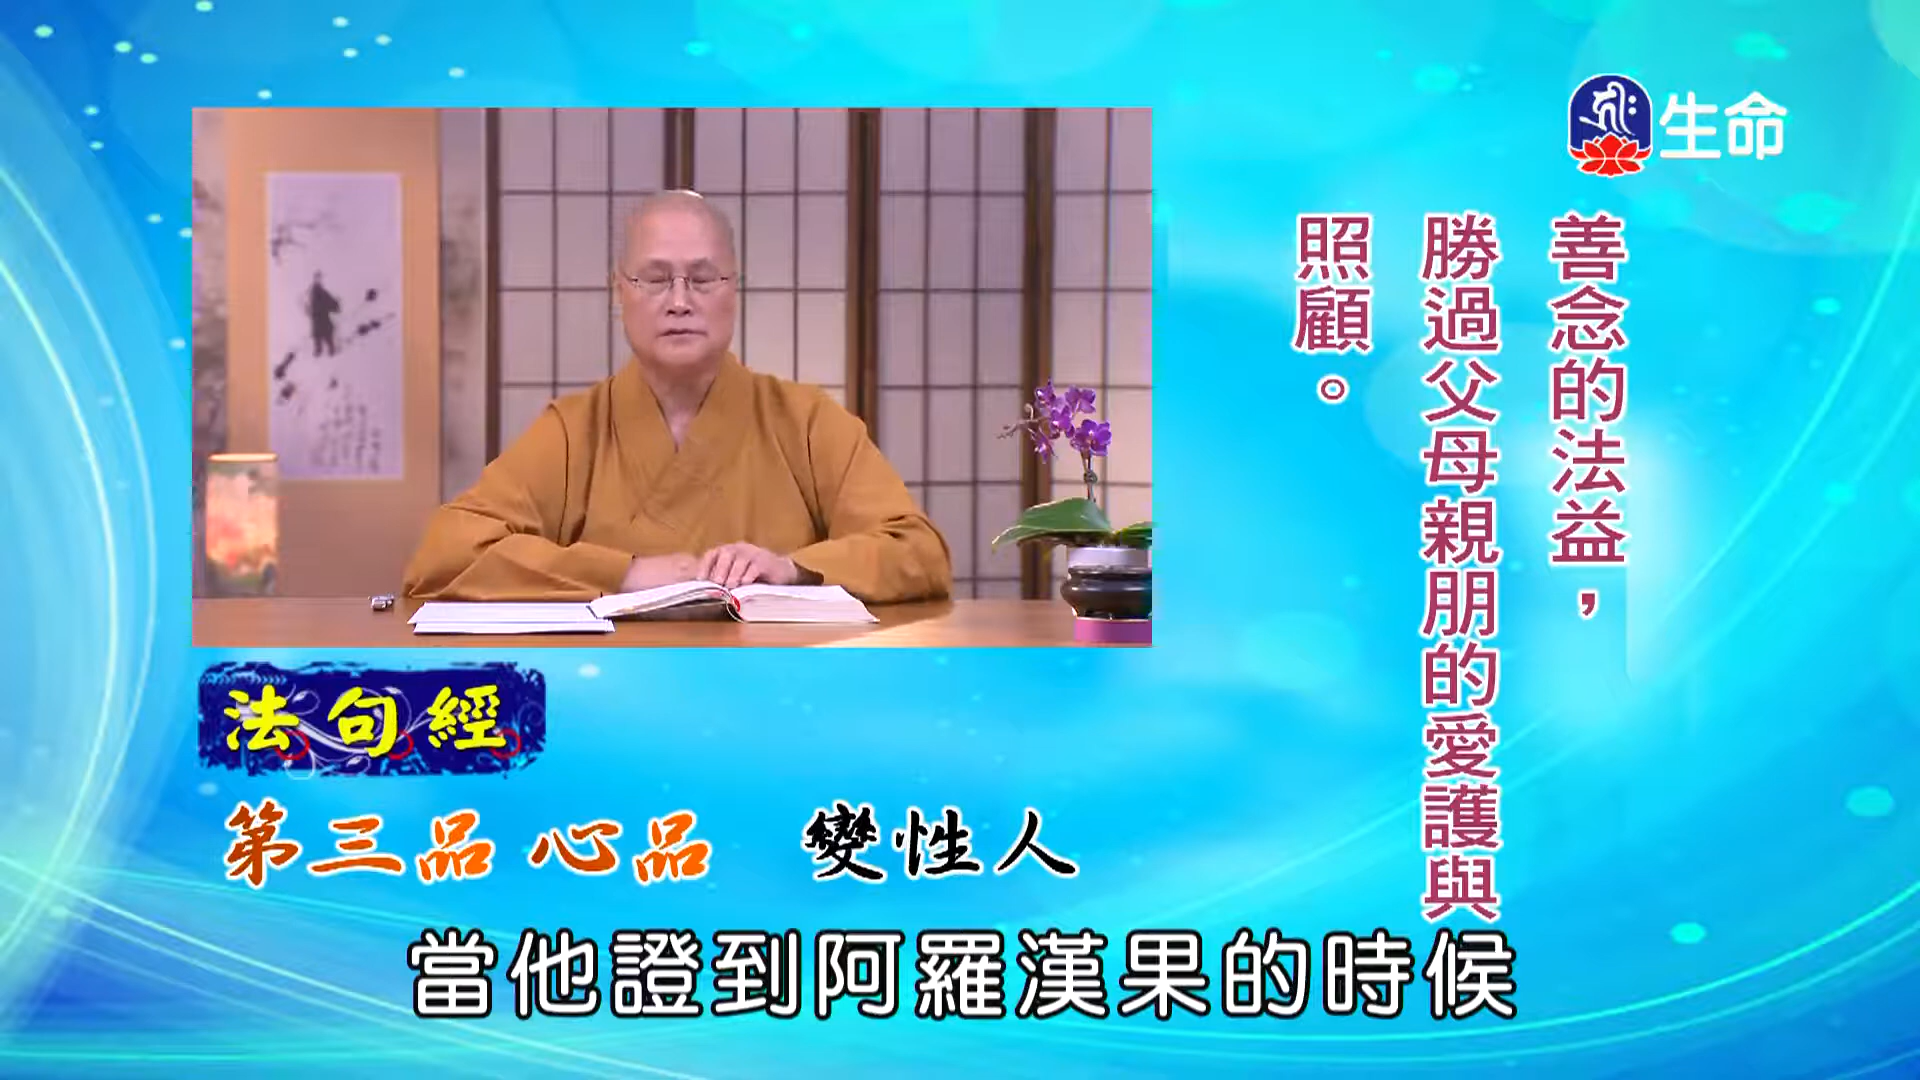 生命
善念的法益，
勝過父母親朋的愛護與
照顧。
法句經
第三品 心品 變性人
當他證到阿羅漢果的時候